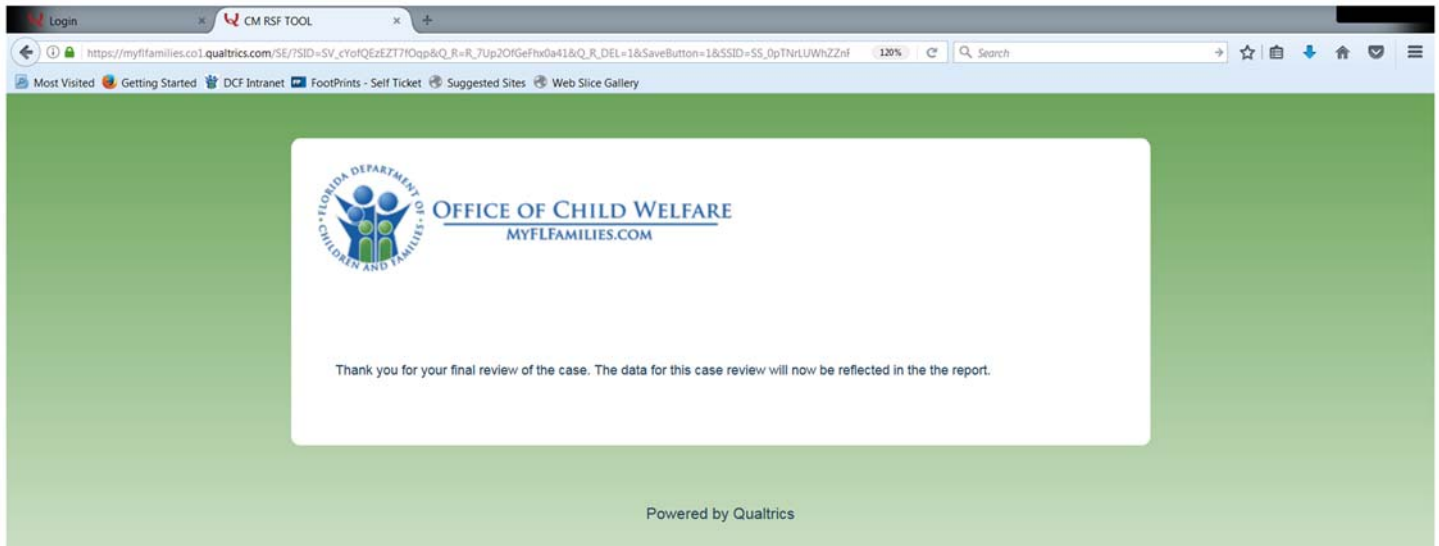 Login × CM RSF TOOL × +
https://myflfamilies.co1.qualtrics.com/SE/?SID=SV_cYofQEzEZT7fOqp&Q_R=R_7Up2OfGeFhx0a41&Q_R_DEL=1&SaveButton=1&SSID=SS_0pTNrLUWhZZnF 120% Search
Most Visited Getting Started DCF Intranet FootPrints - Self Ticket Suggested Sites Web Slice Gallery
FLORIDA DEPARTMENT OF CHILDREN AND FAMILIES
OFFICE OF CHILD WELFARE
MYFLFAMILIES.COM
Thank you for your final review of the case. The data for this case review will now be reflected in the the report.
Powered by Qualtrics